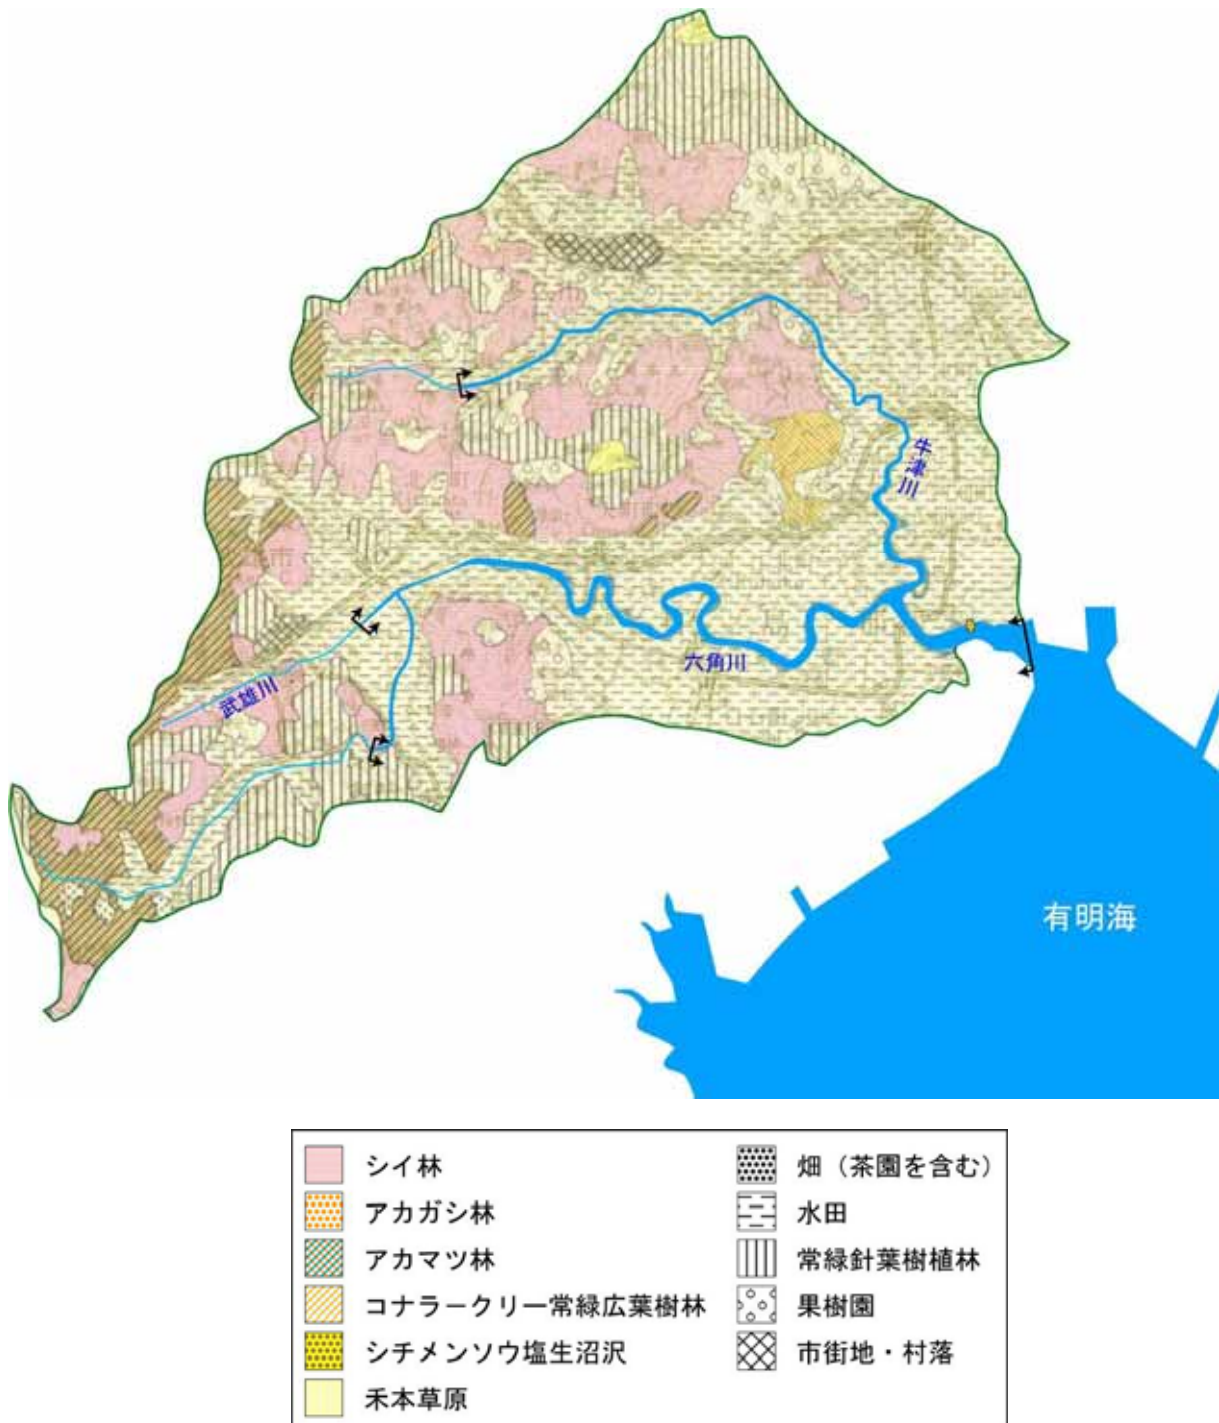 牛津川
六角川
武雄川
有明海
シイ林
アカガシ林
アカマツ林
コナラークリー常緑広葉樹林
シチメンソウ塩生沼沢
禾本草原
畑（茶園を含む）
水田
常緑針葉樹植林
果樹園
市街地・村落